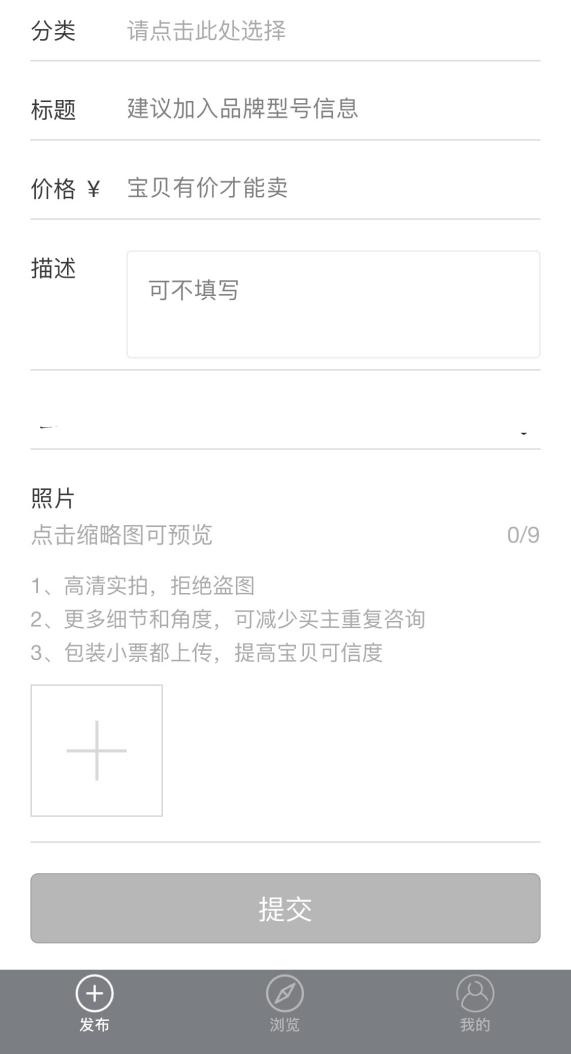 分类 请点击此处选择
标题 建议加入品牌型号信息
价格 ¥ 宝贝有价才能卖
描述 可不填写
照片
点击缩略图可预览 0/9
1、高清实拍，拒绝盗图
2、更多细节和角度，可减少买主重复咨询
3、包装小票都上传，提高宝贝可信度
提交
发布 浏览 我的